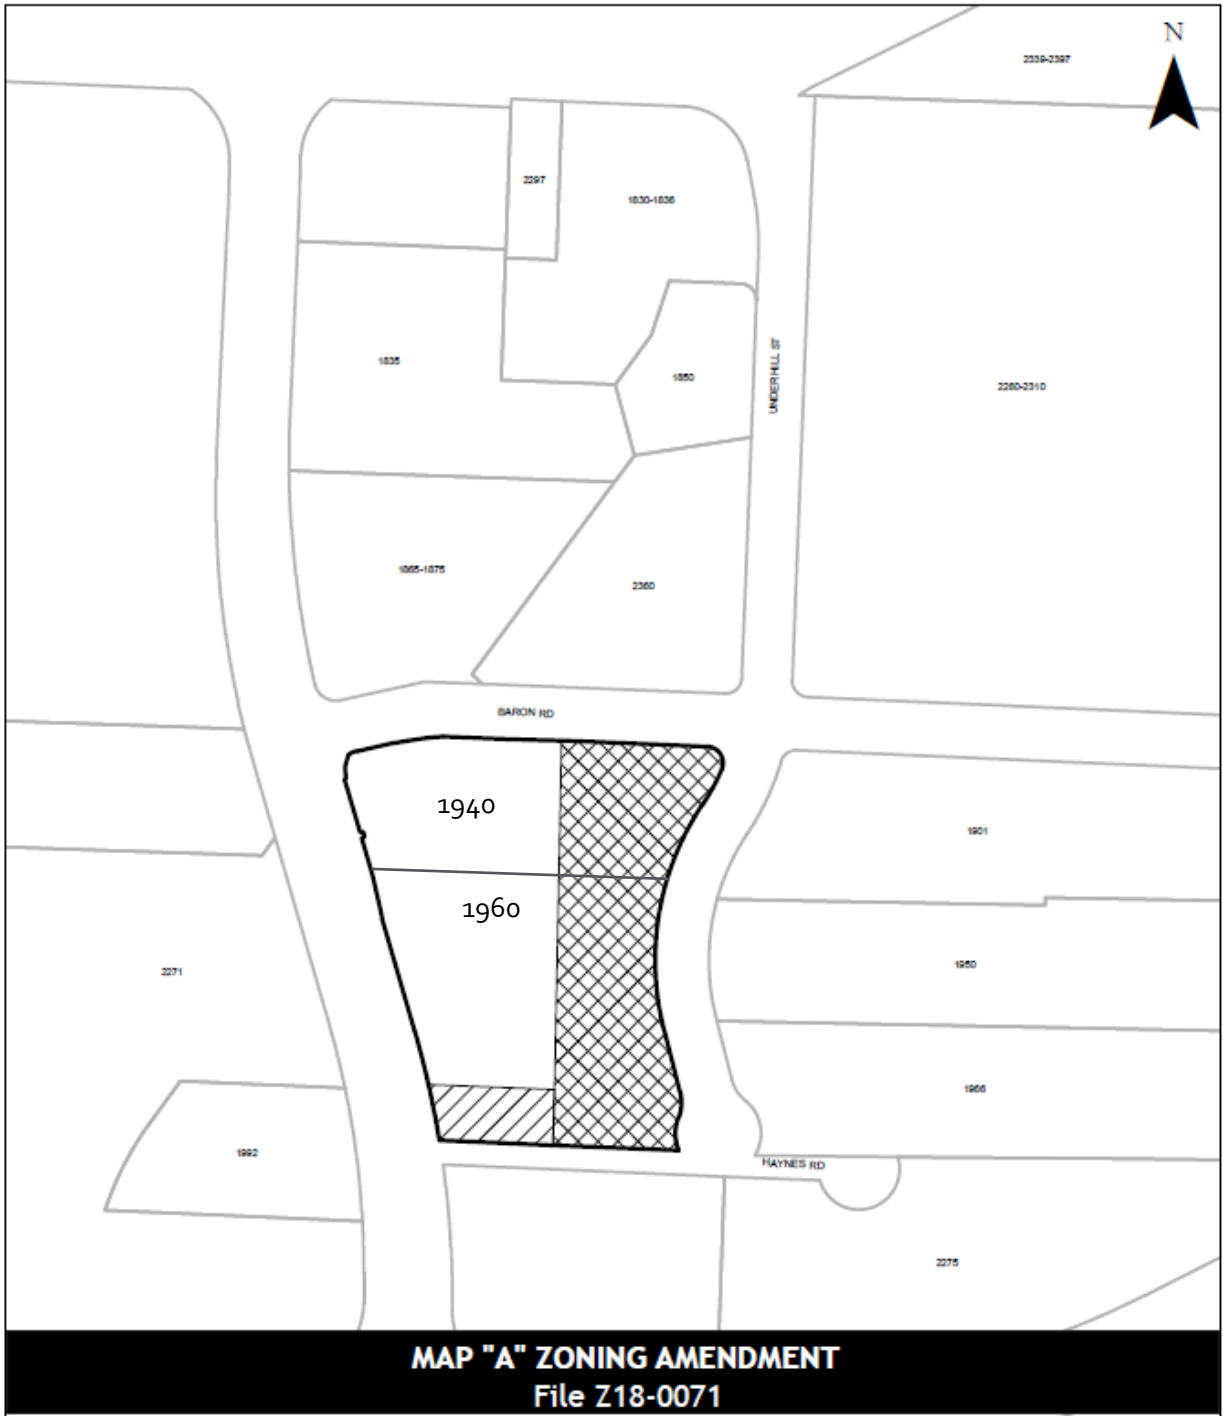 N
2339-2397
2297
1830-1836
1835
1850
UNDERHILL ST
2280-2310
1865-1875
2360
BARON RD
1940
1901
1960
1950
2271
1966
1992
HAYNES RD
2275
MAP "A" ZONING AMENDMENT
File Z18-0071